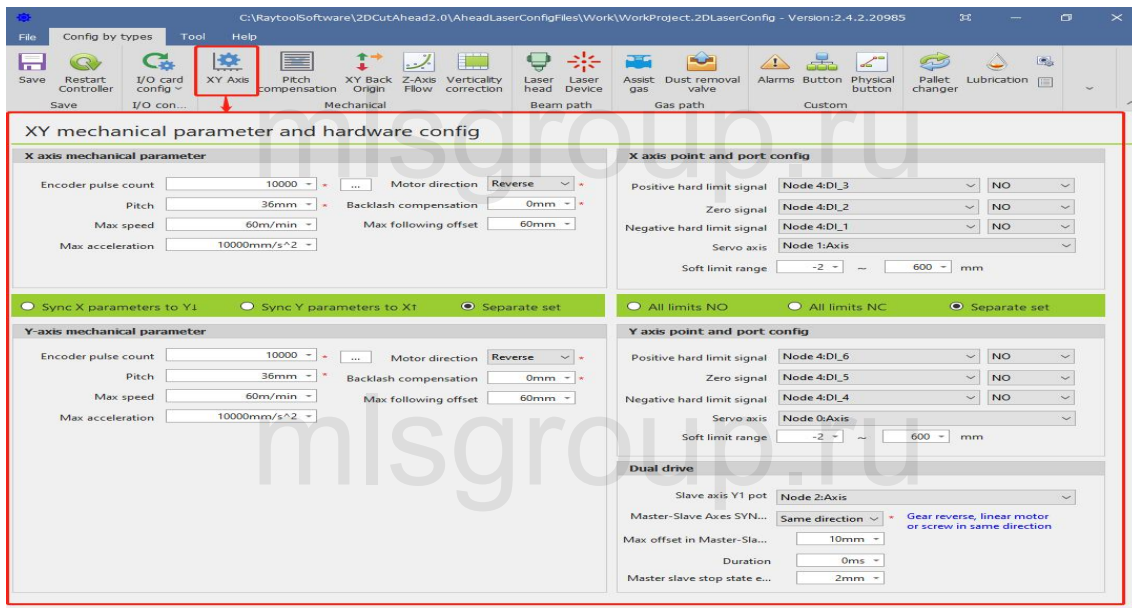 C:\RaytoolSoftware\2DCutAhead2.0\AheadLaserConfigFiles\Work\WorkProject.2DLaserConfig - Version:2.4.2.20985
File Config by types Tool Help
Save Restart Controller I/O card config XY Axis Pitch compensation XY Back Origin Z-Axis Fllow Verticality correction Laser head Laser Device Assist gas Dust removal valve Alarms Button Physical button Pallet changer Lubrication
Save I/O con... Mechanical Beam path Gas path Custom
XY mechanical parameter and hardware config
X axis mechanical parameter
Encoder pulse count 10000 * ... Motor direction Reverse *
Pitch 36mm * Backlash compensation 0mm *
Max speed 60m/min Max following offset 60mm
Max acceleration 10000mm/s^2
X axis point and port config
Positive hard limit signal Node 4:DI_3 NO
Zero signal Node 4:DI_2 NO
Negative hard limit signal Node 4:DI_1 NO
Servo axis Node 1:Axis
Soft limit range -2 ~ 600 mm
Sync X parameters to Y↓ Sync Y parameters to X↑ Separate set
All limits NO All limits NC Separate set
Y-axis mechanical parameter
Encoder pulse count 10000 * ... Motor direction Reverse *
Pitch 36mm * Backlash compensation 0mm *
Max speed 60m/min Max following offset 60mm
Max acceleration 10000mm/s^2
Y axis point and port config
Positive hard limit signal Node 4:DI_6 NO
Zero signal Node 4:DI_5 NO
Negative hard limit signal Node 4:DI_4 NO
Servo axis Node 0:Axis
Soft limit range -2 ~ 600 mm
Dual drive
Slave axis Y1 pot Node 2:Axis
Master-Slave Axes SYN... Same direction * Gear reverse, linear motor
or screw in same direction
Max offset in Master-Sla... 10mm
Duration 0ms
Master slave stop state e... 2mm
mlsgroup.ru
mlsgroup.ru